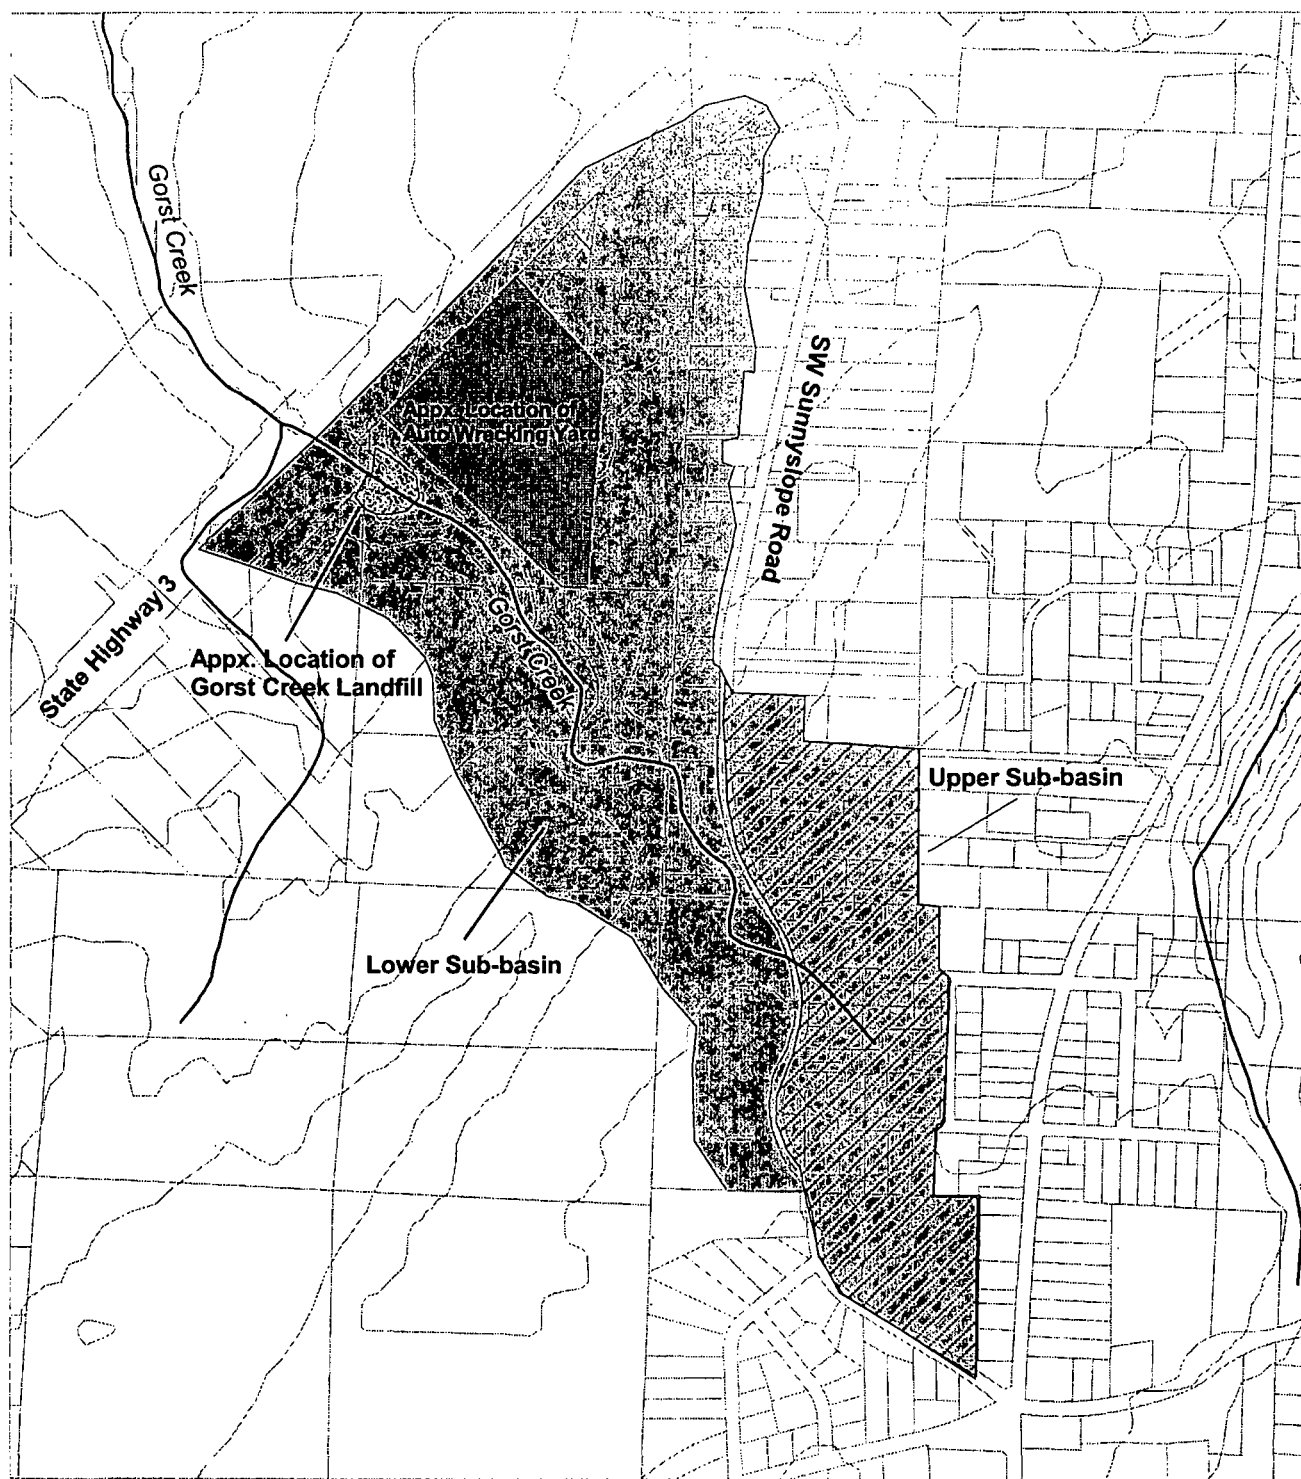 Gorst Creek
SW Sunnyslope Road
Appx. Location of
Auto Wrecking Yard
State Highway 3
Gorst Creek
Appx. Location of
Gorst Creek Landfill
Upper Sub-basin
Lower Sub-basin